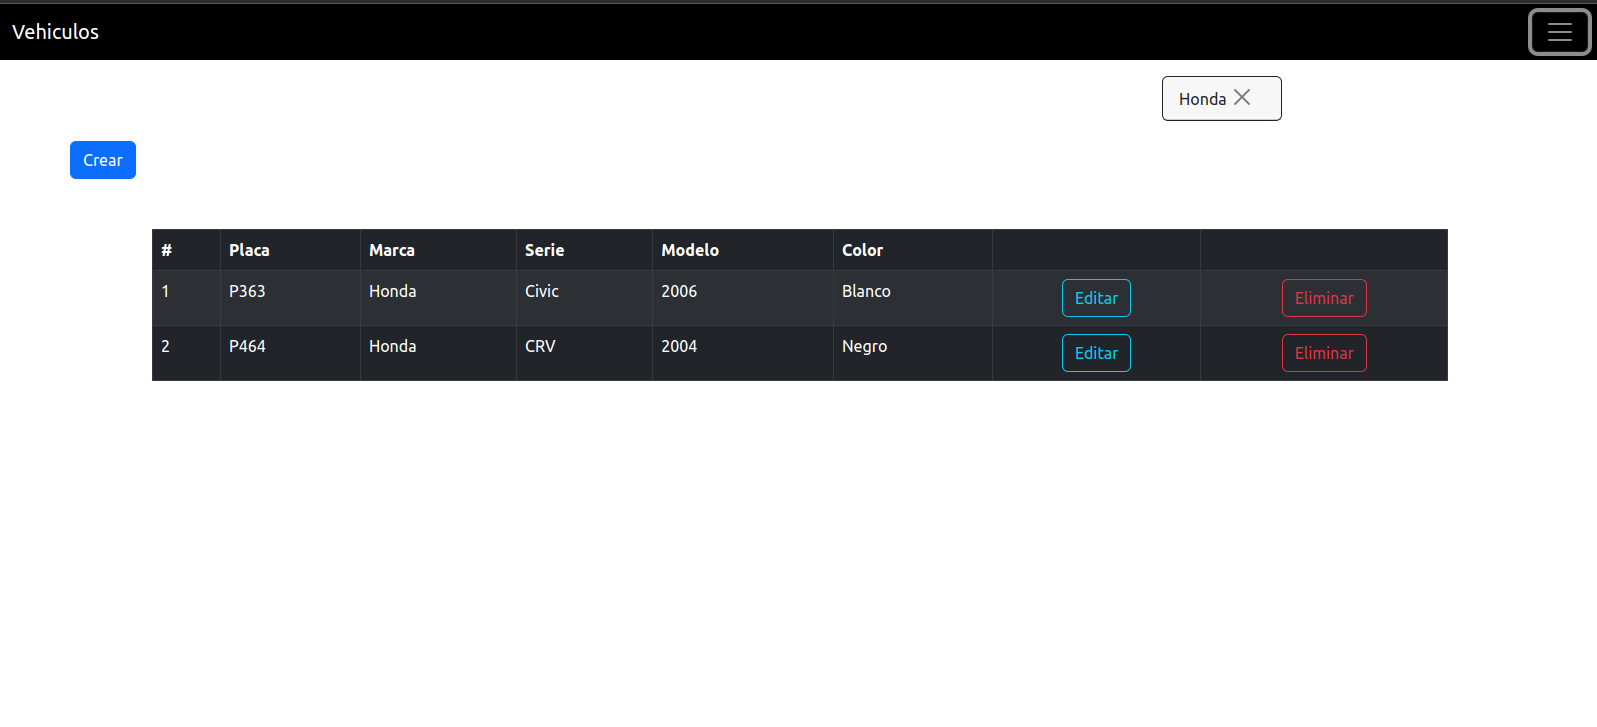 Vehiculos
Honda
Crear
# Placa Marca Serie Modelo Color
1 P363 Honda Civic 2006 Blanco Editar Eliminar
2 P464 Honda CRV 2004 Negro Editar Eliminar